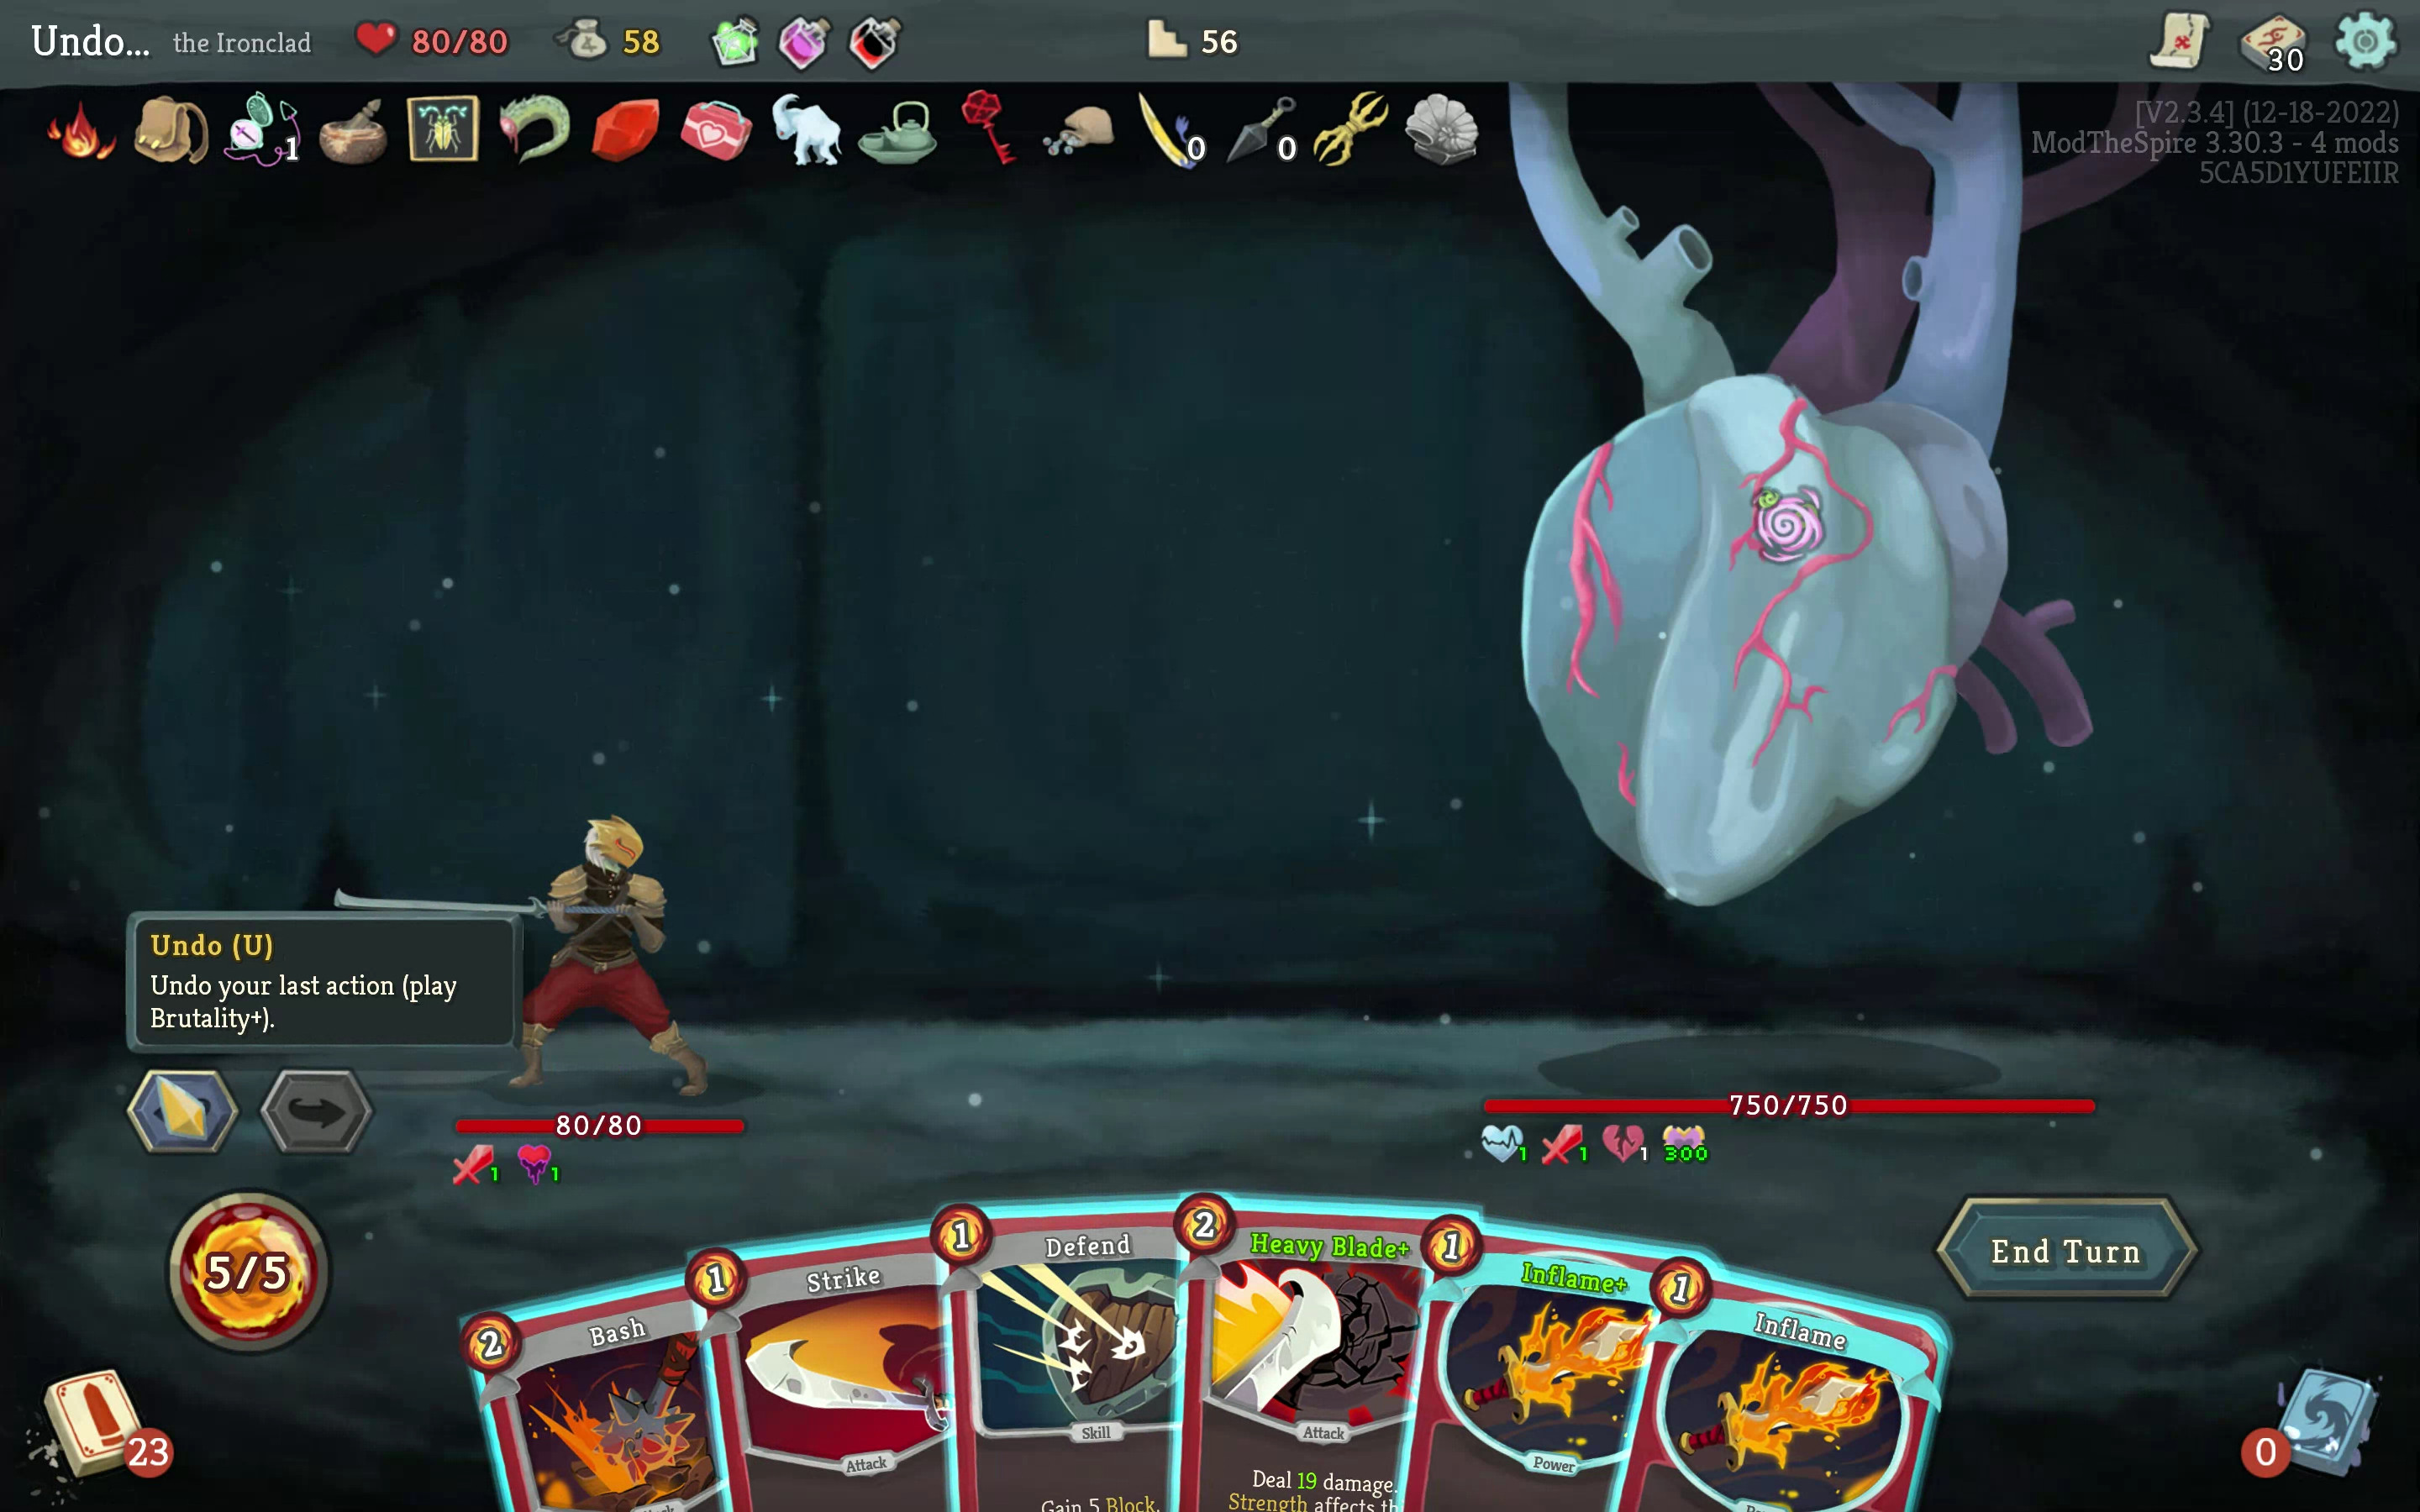 Undo... the Ironclad 80/80 58 56 30
1 0 0
[V2.3.4] (12-18-2022)
ModTheSpire 3.30.3 - 4 mods
5CA5D1YUFEIIR
Undo (U)
Undo your last action (play
Brutality+).
750/750
80/80
1 1 1 300
1 1
5/5
End Turn
2 Bash
1 Strike
Attack
1 Defend
Skill
Gain 5 Block.
2 Heavy Blade+
Attack
Deal 19 damage.
Strength affects
1 Inflame+
Power
1 Inflame
23
0